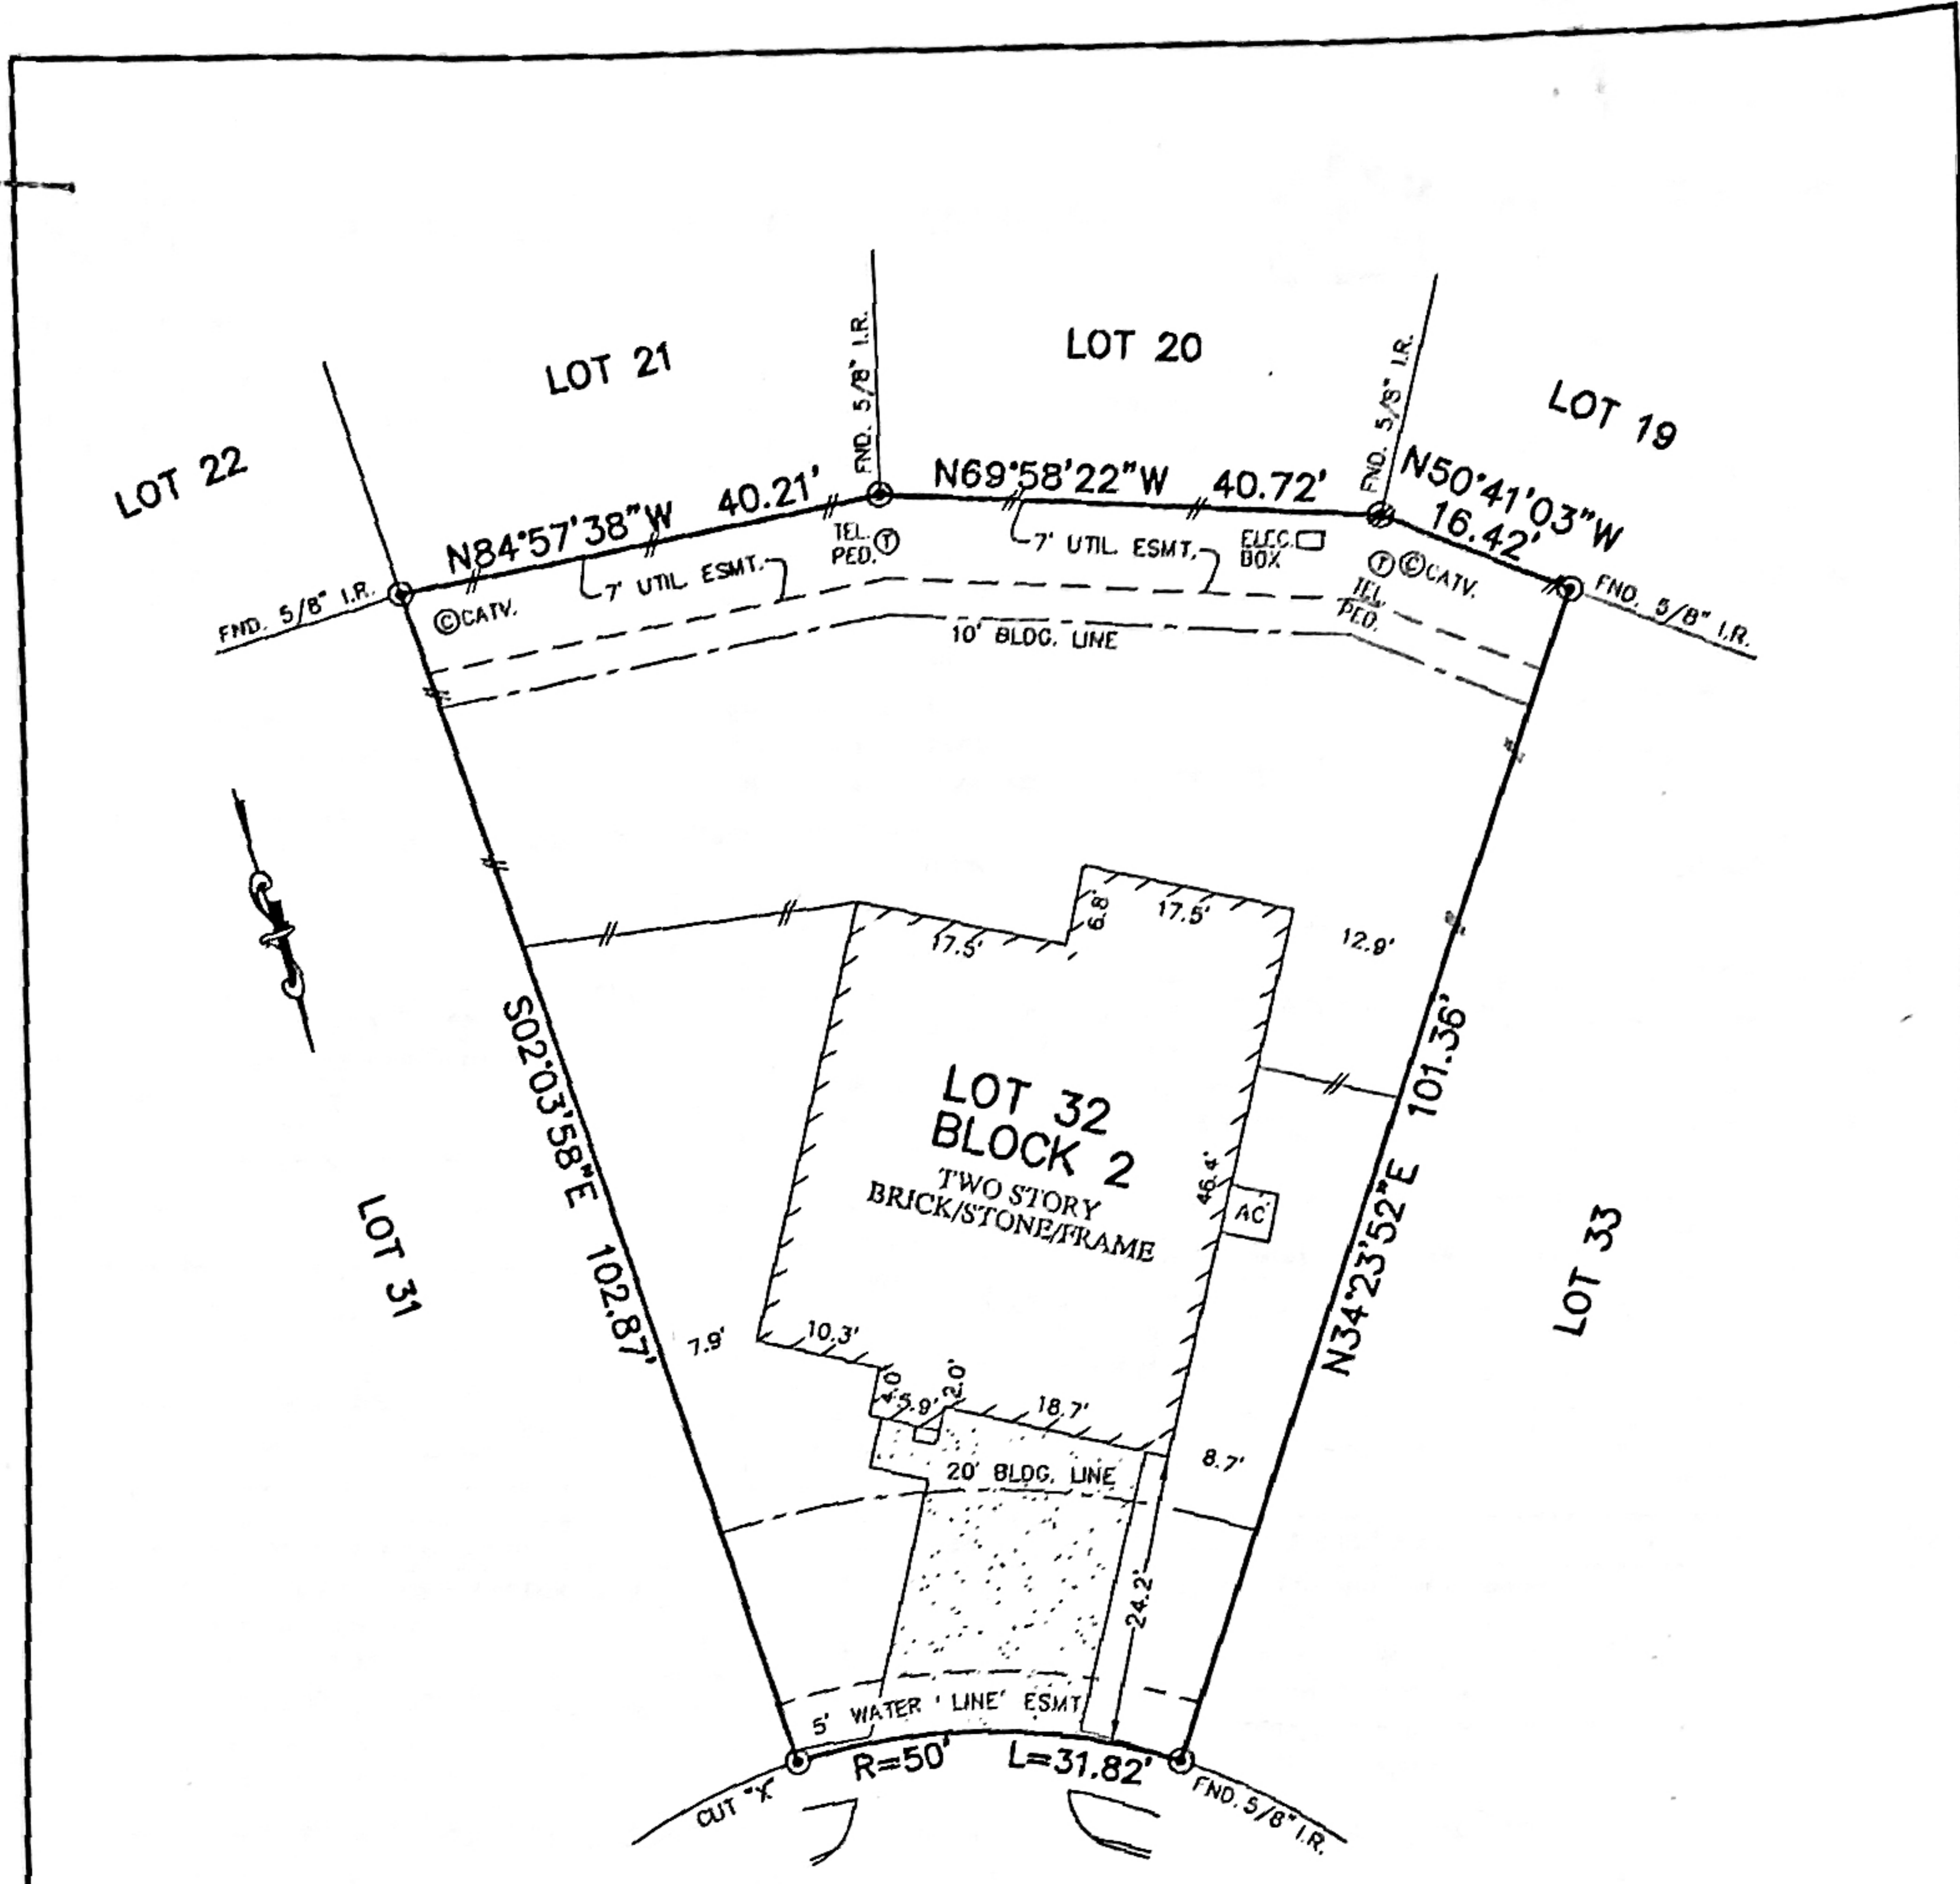 LOT 20
LOT 21
LOT 19
LOT 22
FND. 5/8" I.R.
FND. 5/8" I.R.
N84°57'38"W 40.21'
N69°58'22"W 40.72'
N50°41'03"W
16.42'
FND. 5/8" I.R.
©CATV.
7' UTIL ESMT.
TEL.
PED. Ⓣ
7' UTIL ESMT.
ELEC.
BOX
Ⓣ ©CATV.
TEL.
PED.
FND. 5/8" I.R.
10' BLDG. LINE
17.5'
6.8'
17.5'
12.9'
S02°03'58"E 102.87'
LOT 32
BLOCK 2
TWO STORY
BRICK/STONE/FRAME
46.4'
AC
N34°23'52"E 101.36'
LOT 31
LOT 33
7.9'
10.3'
4.0
5.9'
2.0'
18.7'
8.7'
20' BLDG. LINE
24.2'
5' WATER LINE ESMT
R=50' L=31.82'
CUT "X"
FND. 5/8" I.R.